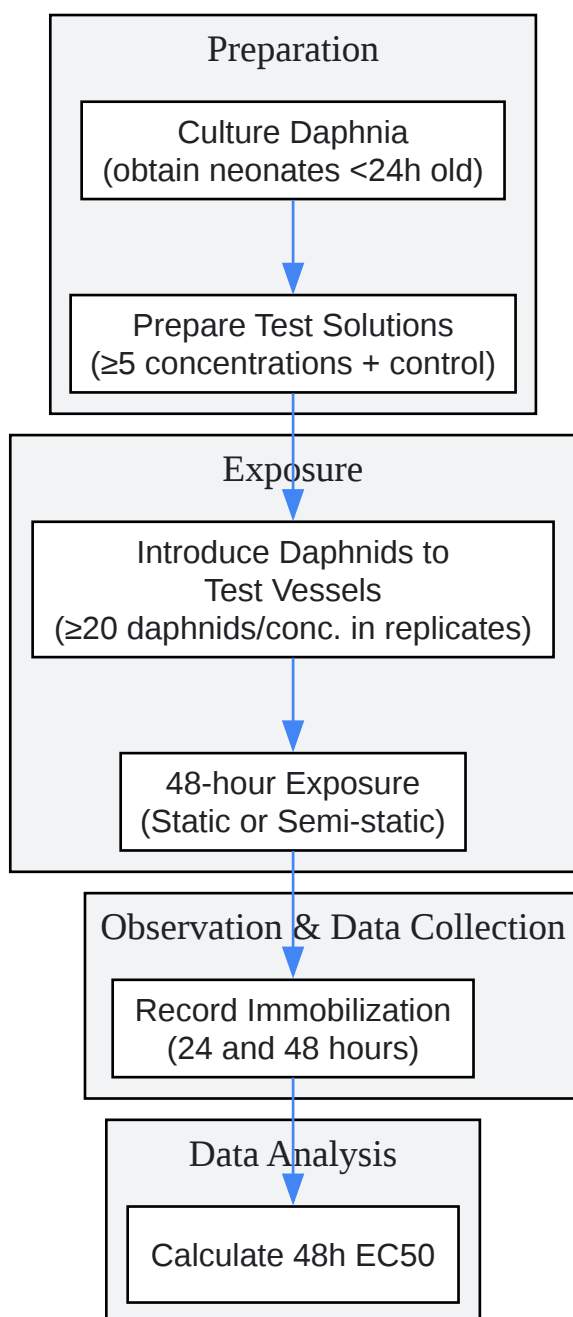 Preparation
Culture Daphnia
(obtain neonates <24h old)
Prepare Test Solutions
(≥5 concentrations + control)
Exposure
Introduce Daphnids to
Test Vessels
(≥20 daphnids/conc. in replicates)
48-hour Exposure
(Static or Semi-static)
Observation & Data Collection
Record Immobilization
(24 and 48 hours)
Data Analysis
Calculate 48h EC50